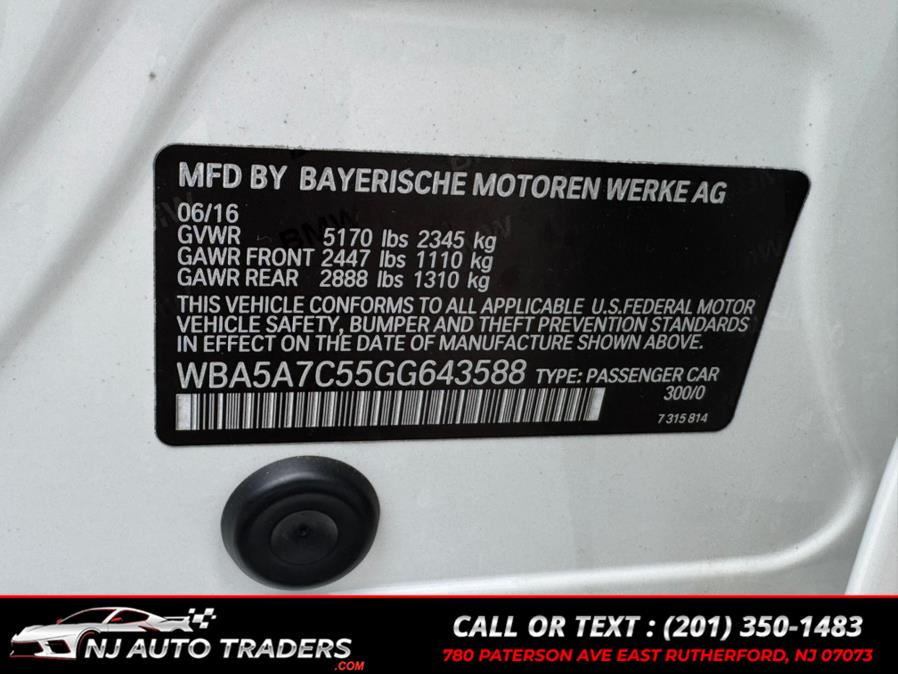 MFD BY BAYERISCHE MOTOREN WERKE AG
06/16
GVWR 5170 lbs 2345 kg
GAWR FRONT 2447 lbs 1110 kg
GAWR REAR 2888 lbs 1310 kg
THIS VEHICLE CONFORMS TO ALL APPLICABLE U.S.FEDERAL MOTOR
VEHICLE SAFETY, BUMPER AND THEFT PREVENTION STANDARDS
IN EFFECT ON THE DATE OF MANUFACTURE SHOWN ABOVE.
WBA5A7C55GG643588 TYPE: PASSENGER CAR
300/0
7 315 814
NJ AUTO TRADERS
.COM
CALL OR TEXT : (201) 350-1483
780 PATERSON AVE EAST RUTHERFORD, NJ 07073